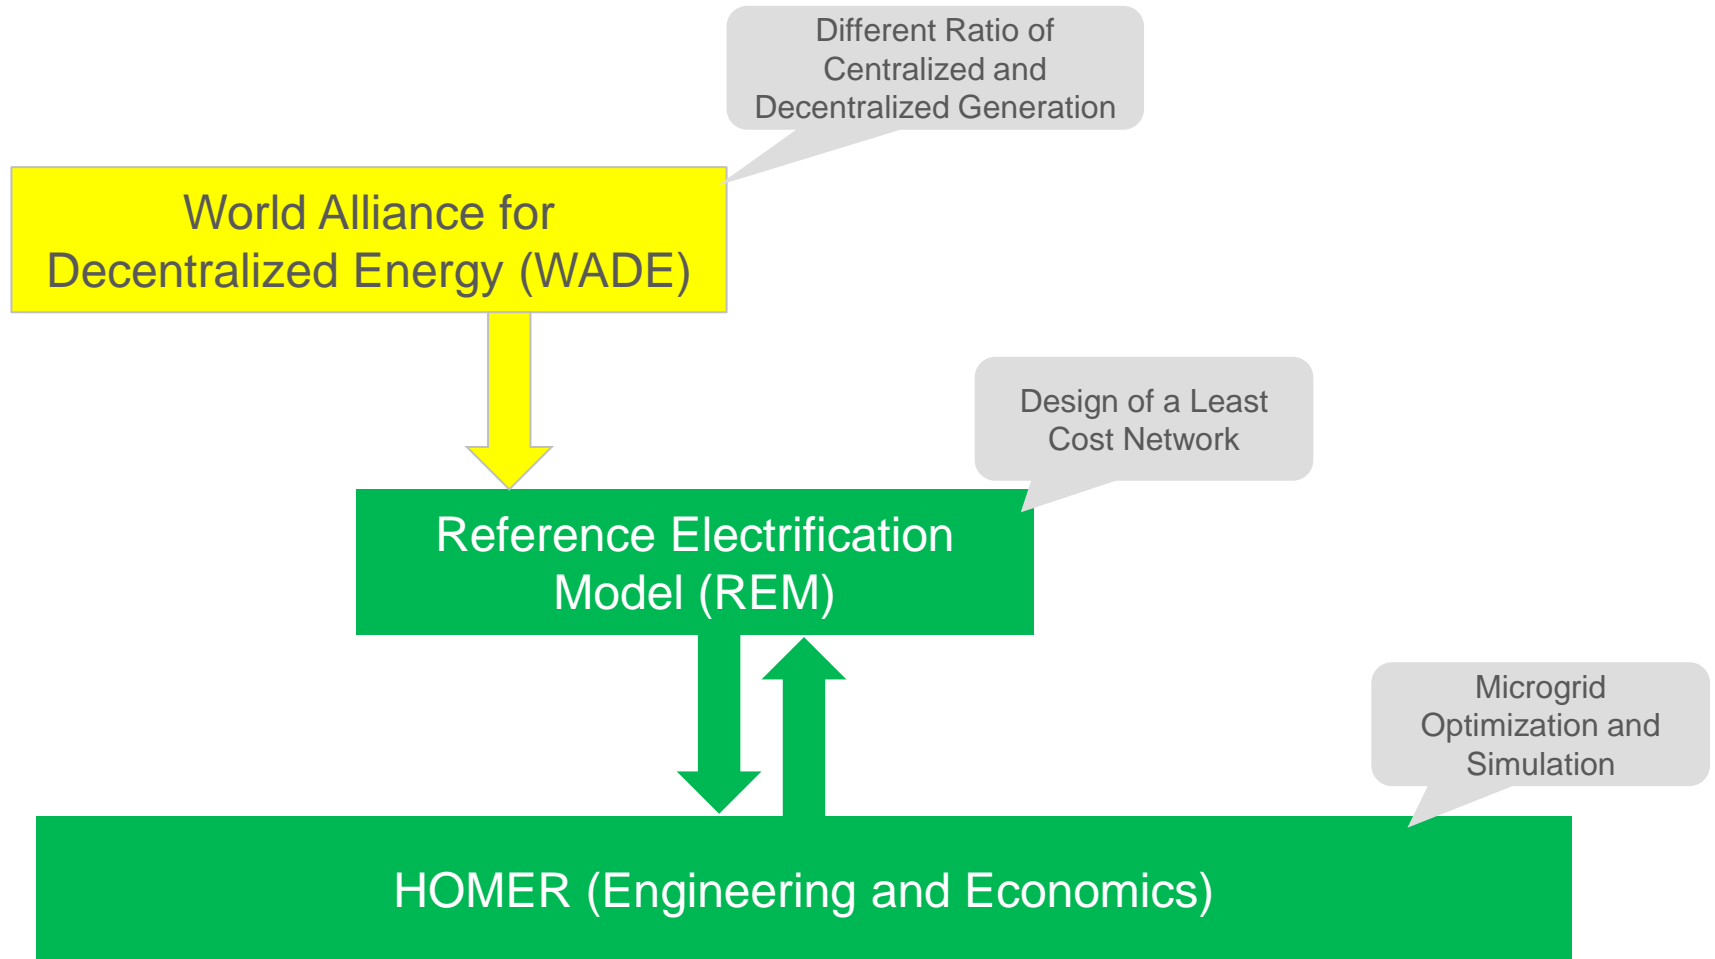 Different Ratio of
Centralized and
Decentralized Generation
World Alliance for
Decentralized Energy (WADE)
Design of a Least
Cost Network
Reference Electrification
Model (REM)
Microgrid
Optimization and
Simulation
HOMER (Engineering and Economics)